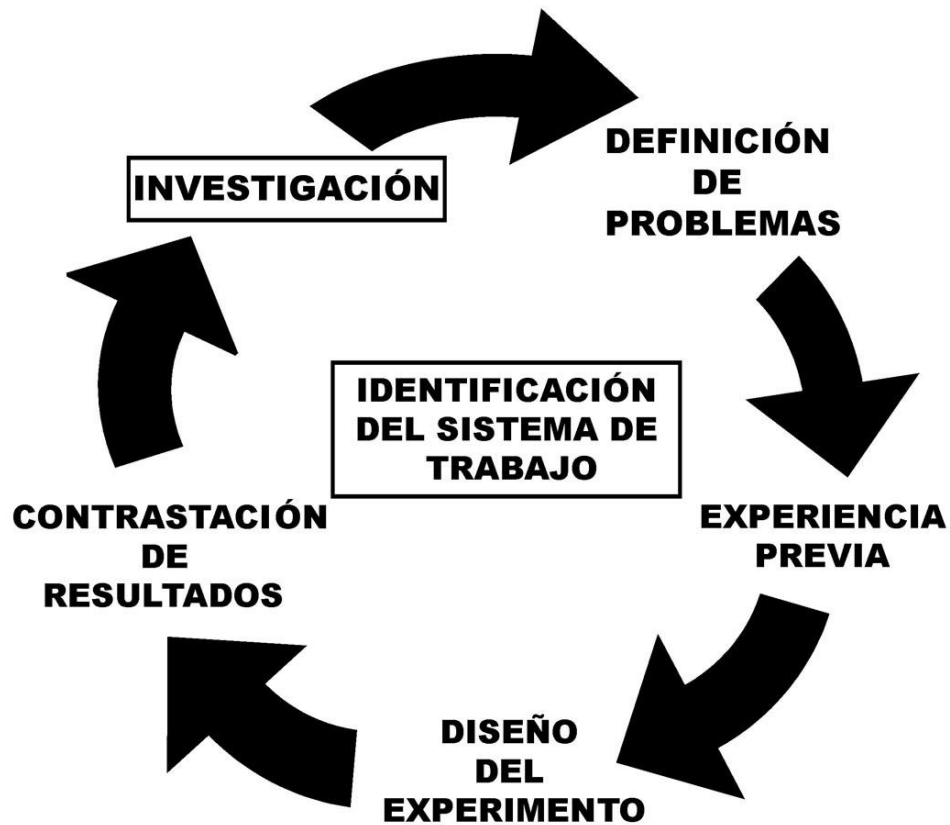 INVESTIGACIÓN
DEFINICIÓN
DE
PROBLEMAS
EXPERIENCIA
PREVIA
DISEÑO
DEL
EXPERIMENTO
CONTRASTACIÓN
DE
RESULTADOS
IDENTIFICACIÓN
DEL SISTEMA DE
TRABAJO